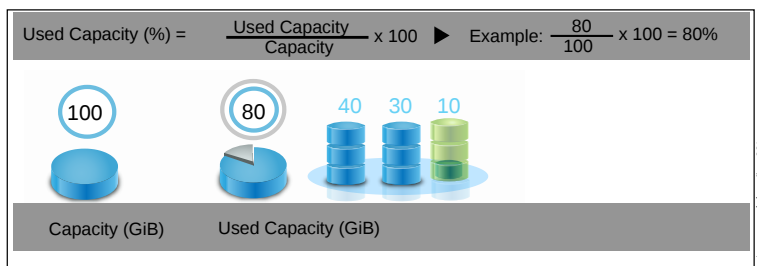 Used Capacity (%) = Used Capacity / Capacity x 100 ▶ Example: 80 / 100 x 100 = 80%
100 80 40 30 10
Capacity (GiB) Used Capacity (GiB)